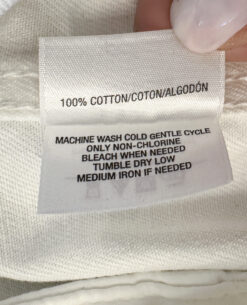 100% COTTON/COTON/ALGODÓN
MACHINE WASH COLD GENTLE CYCLE
ONLY NON-CHLORINE
BLEACH WHEN NEEDED
TUMBLE DRY LOW
MEDIUM IRON IF NEEDED